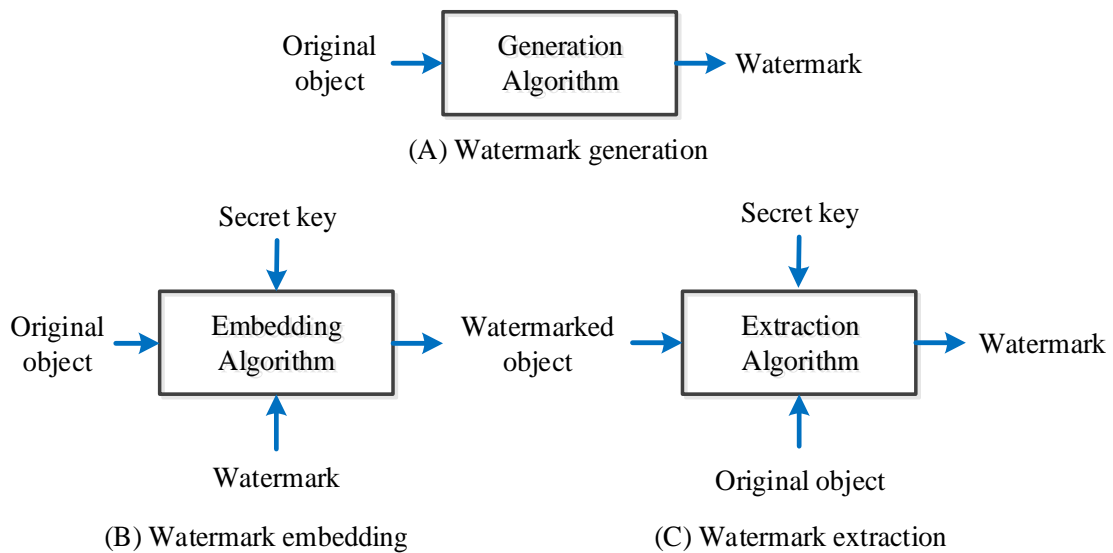 Original
object
Generation
Algorithm
Watermark
(A) Watermark generation
Secret key
Original
object
Embedding
Algorithm
Watermark
(B) Watermark embedding
Secret key
Watermarked
object
Extraction
Algorithm
Watermark
Original object
(C) Watermark extraction